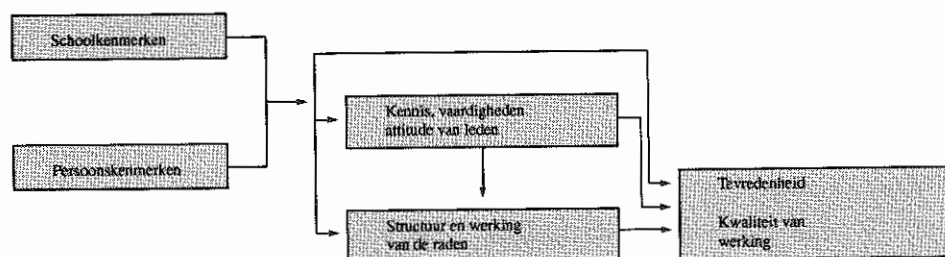 Schoolkenmerken
Kennis, vaardigheden
attitude van leden
Persoonskenmerken
Tevredenheid
Structuur en werking
van de raden
Kwaliteit van
werking